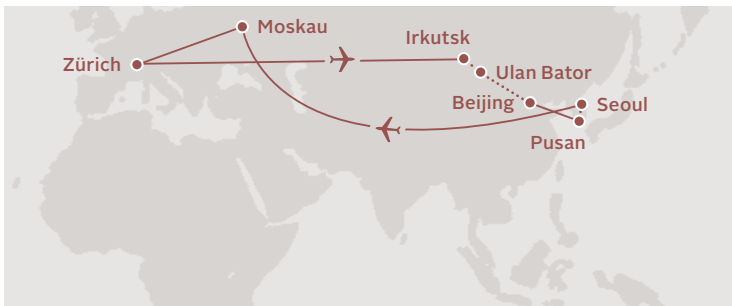 Moskau
Irkutsk
Zürich
Ulan Bator
Beijing
Seoul
Pusan